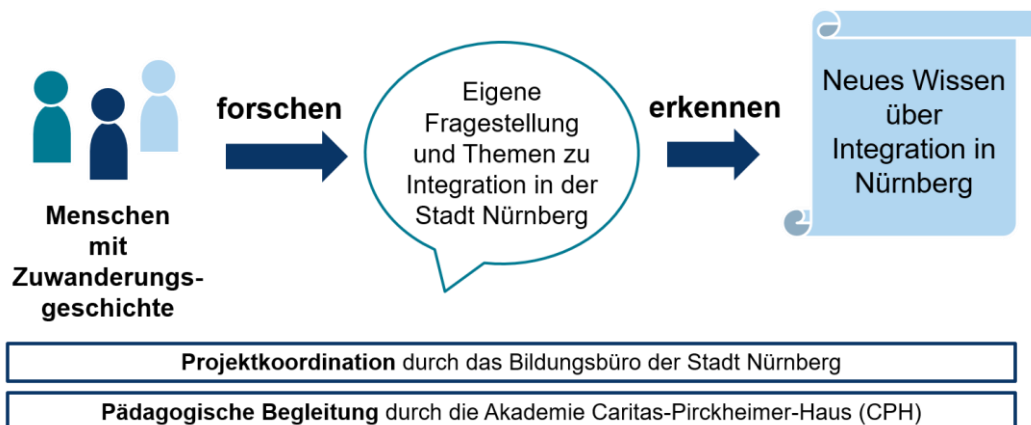 Menschen
mit
Zuwanderungs-
geschichte
forschen
Eigene
Fragestellung
und Themen zu
Integration in der
Stadt Nürnberg
erkennen
Neues Wissen
über
Integration in
Nürnberg
Projektkoordination durch das Bildungsbüro der Stadt Nürnberg
Pädagogische Begleitung durch die Akademie Caritas-Pirckheimer-Haus (CPH)